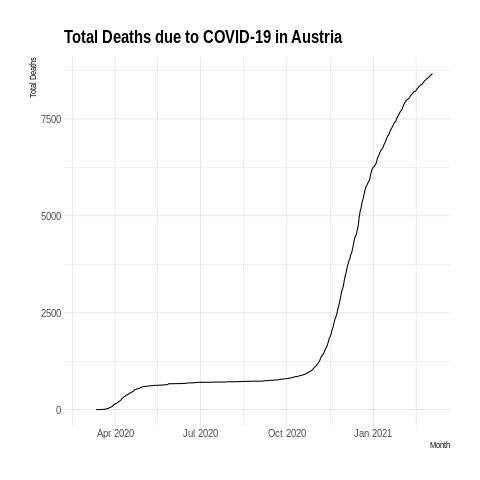 Total Deaths due to COVID-19 in Austria
Total Deaths
7500
5000
2500
0
Apr 2020 Jul 2020 Oct 2020 Jan 2021
Month